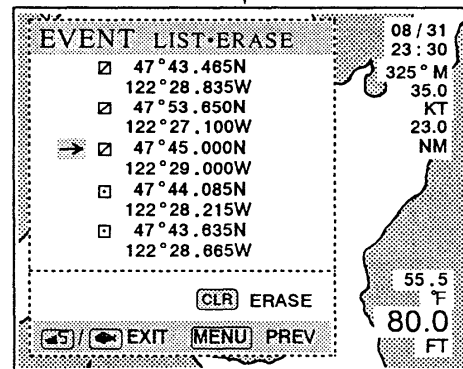 EVENT LIST•ERASE
47°43.465N
122°28.835W
47°53.650N
122°27.100W
47°45.000N
122°29.000W
47°44.085N
122°28.215W
47°43.635N
122°28.665W
CLR ERASE
/ EXIT MENU PREV
08/31
23:30
325°M
35.0
KT
23.0
NM
55.5
°F
80.0
FT